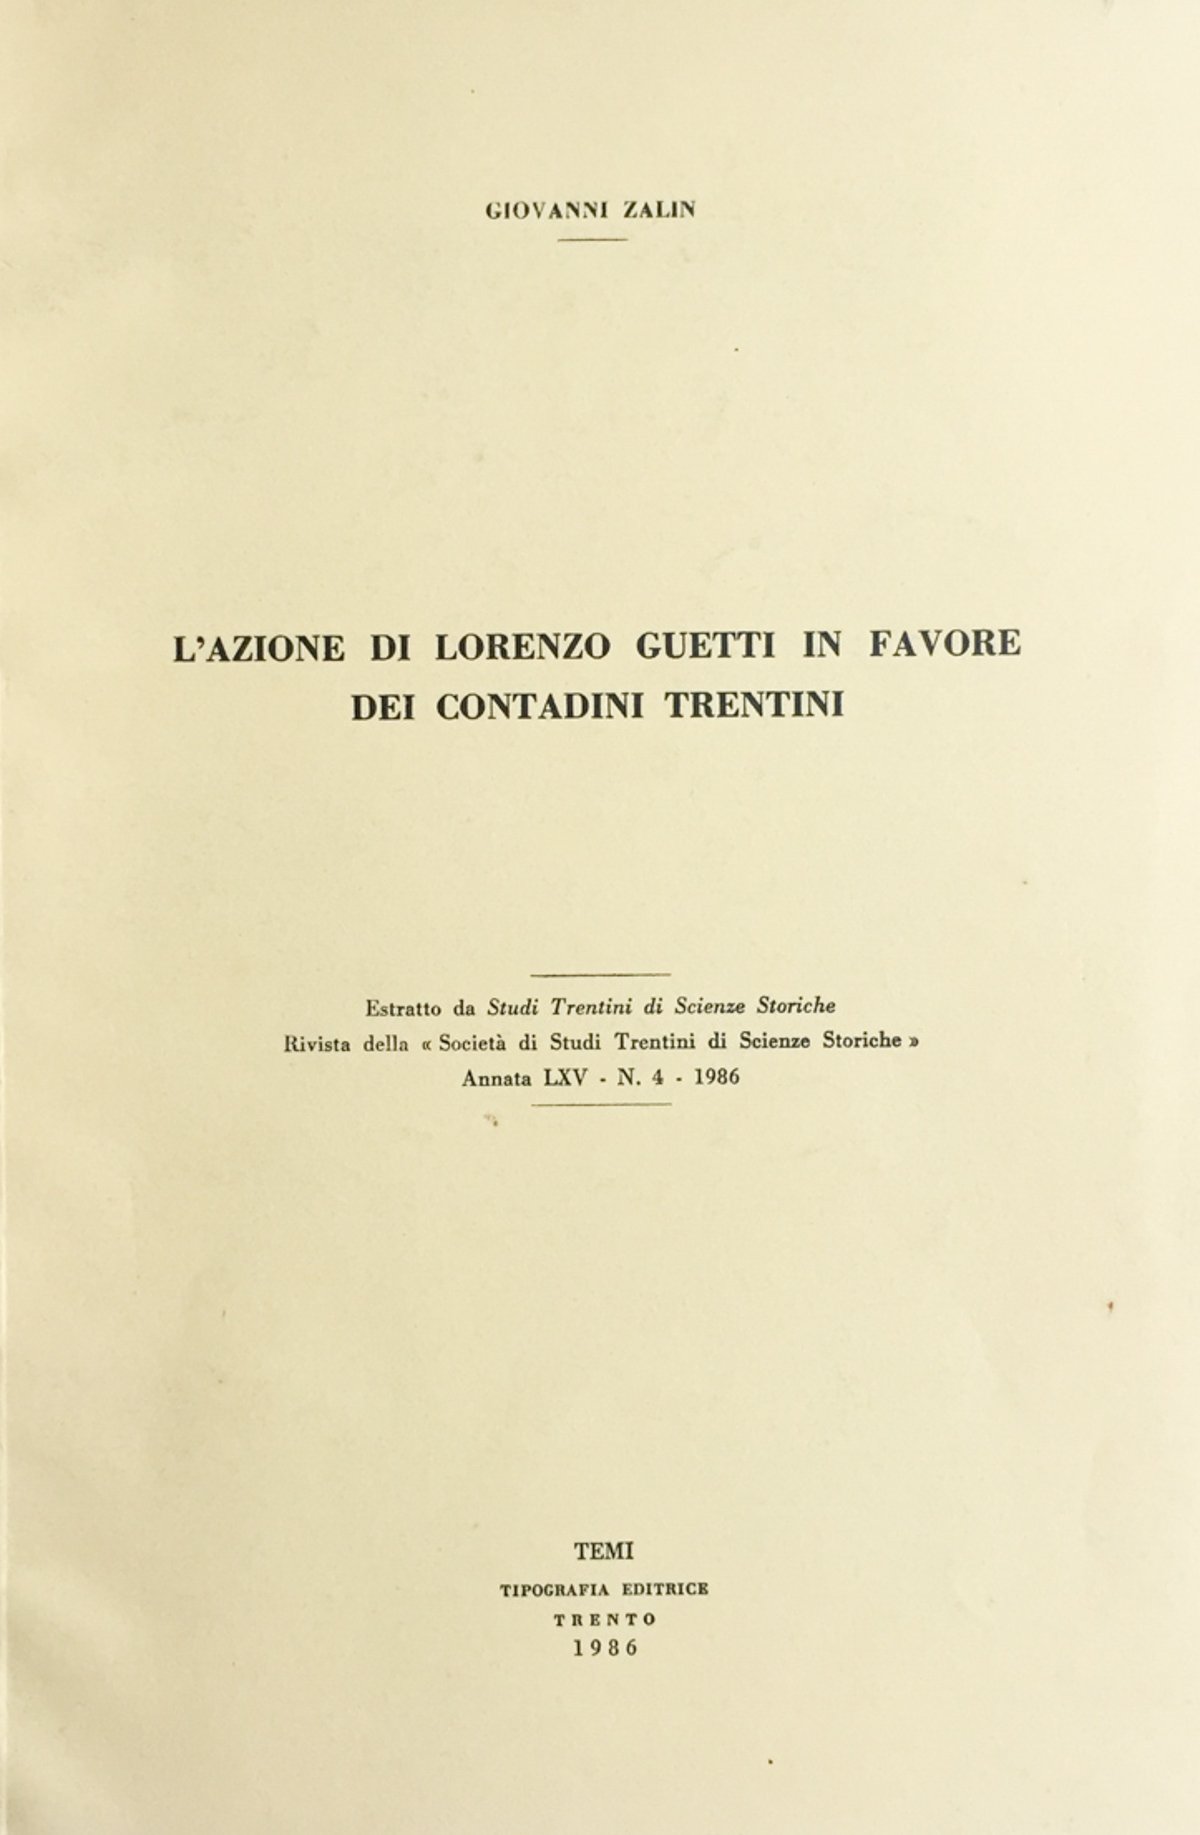 GIOVANNI ZALIN
L'AZIONE DI LORENZO GUETTI IN FAVORE
DEI CONTADINI TRENTINI
Estratto da Studi Trentini di Scienze Storiche
Rivista della « Società di Studi Trentini di Scienze Storiche »
Annata LXV - N. 4 - 1986
TEMI
TIPOGRAFIA EDITRICE
TRENTO
1986